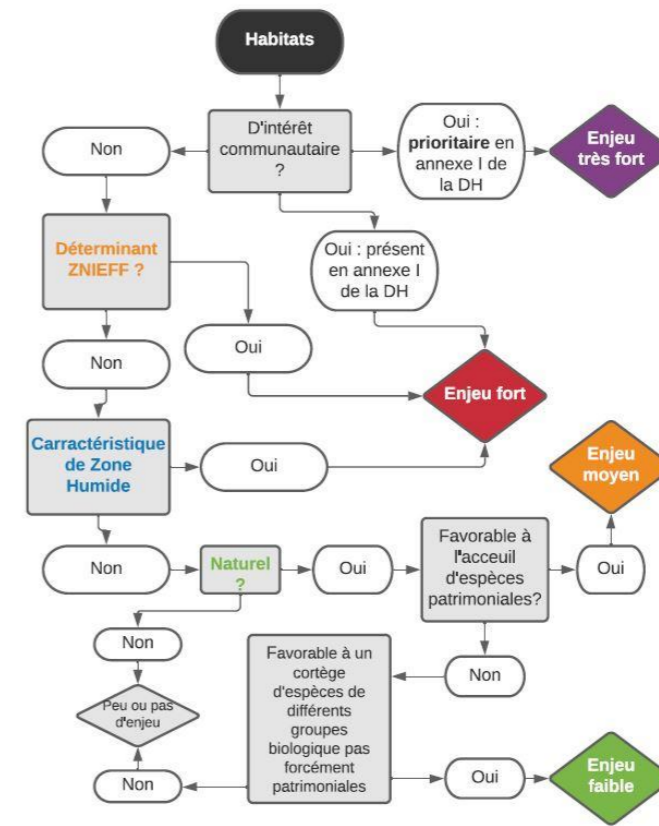 Habitats
D'intérêt
communautaire
?
Non
Oui :
prioritaire en
annexe I de
la DH
Enjeu
très fort
Déterminant
ZNIEFF ?
Oui : présent
en annexe I
de la DH
Oui
Non
Enjeu fort
Carractéristique
de Zone
Humide
Oui
Enjeu
moyen
Non
Naturel
?
Oui
Favorable à
l'acceuil
d'espèces
patrimoniales?
Oui
Non
Non
Peu ou pas
d'enjeu
Favorable à un
cortège
d'espèces de
différents
groupes
biologique pas
forcément
patrimoniales
Non
Oui
Enjeu
faible